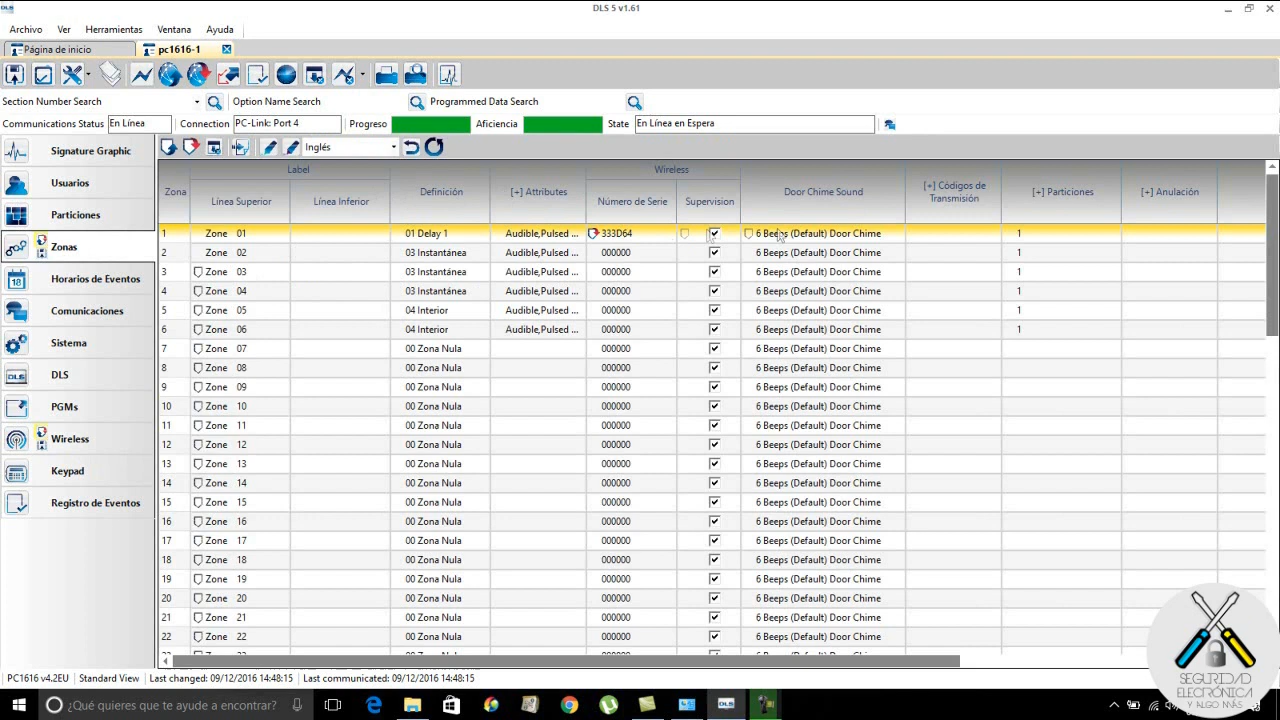 DLS 5 v1.61
Archivo Ver Herramientas Ventana Ayuda
Página de inicio pc1616-1
Section Number Search Option Name Search Programmed Data Search
Communications Status En Línea Connection PC-Link: Port 4 Progreso Aficiencia State En Línea en Espera
Signature Graphic
Usuarios
Particiones
Zonas
Horarios de Eventos
Comunicaciones
Sistema
DLS
PGMs
Wireless
Keypad
Registro de Eventos
Inglés
Label Wireless
Zona Línea Superior Línea Inferior Definición [+] Attributes Número de Serie Supervision Door Chime Sound [+] Códigos de Transmisión [+] Particiones [+] Anulación
1 Zone 01 01 Delay 1 Audible,Pulsed ... 333D64 6 Beeps (Default) Door Chime 1
2 Zone 02 03 Instantánea Audible,Pulsed ... 000000 6 Beeps (Default) Door Chime 1
3 Zone 03 03 Instantánea Audible,Pulsed ... 000000 6 Beeps (Default) Door Chime 1
4 Zone 04 03 Instantánea Audible,Pulsed ... 000000 6 Beeps (Default) Door Chime 1
5 Zone 05 04 Interior Audible,Pulsed ... 000000 6 Beeps (Default) Door Chime 1
6 Zone 06 04 Interior Audible,Pulsed ... 000000 6 Beeps (Default) Door Chime 1
7 Zone 07 00 Zona Nula 000000 6 Beeps (Default) Door Chime
8 Zone 08 00 Zona Nula 000000 6 Beeps (Default) Door Chime
9 Zone 09 00 Zona Nula 000000 6 Beeps (Default) Door Chime
10 Zone 10 00 Zona Nula 000000 6 Beeps (Default) Door Chime
11 Zone 11 00 Zona Nula 000000 6 Beeps (Default) Door Chime
12 Zone 12 00 Zona Nula 000000 6 Beeps (Default) Door Chime
13 Zone 13 00 Zona Nula 000000 6 Beeps (Default) Door Chime
14 Zone 14 00 Zona Nula 000000 6 Beeps (Default) Door Chime
15 Zone 15 00 Zona Nula 000000 6 Beeps (Default) Door Chime
16 Zone 16 00 Zona Nula 000000 6 Beeps (Default) Door Chime
17 Zone 17 00 Zona Nula 000000 6 Beeps (Default) Door Chime
18 Zone 18 00 Zona Nula 000000 6 Beeps (Default) Door Chime
19 Zone 19 00 Zona Nula 000000 6 Beeps (Default) Door Chime
20 Zone 20 00 Zona Nula 000000 6 Beeps (Default) Door Chime
21 Zone 21 00 Zona Nula 000000 6 Beeps (Default) Door Chime
22 Zone 22 00 Zona Nula 000000 6 Beeps (Default) Door Chime
PC1616 v4.2EU Standard View Last changed: 09/12/2016 14:48:15 Last communicated: 09/12/2016 14:48:15
¿Qué quieres que te ayude a encontrar?
SEGURIDAD
ELECTRÓNICA
Y ALGO MÁS